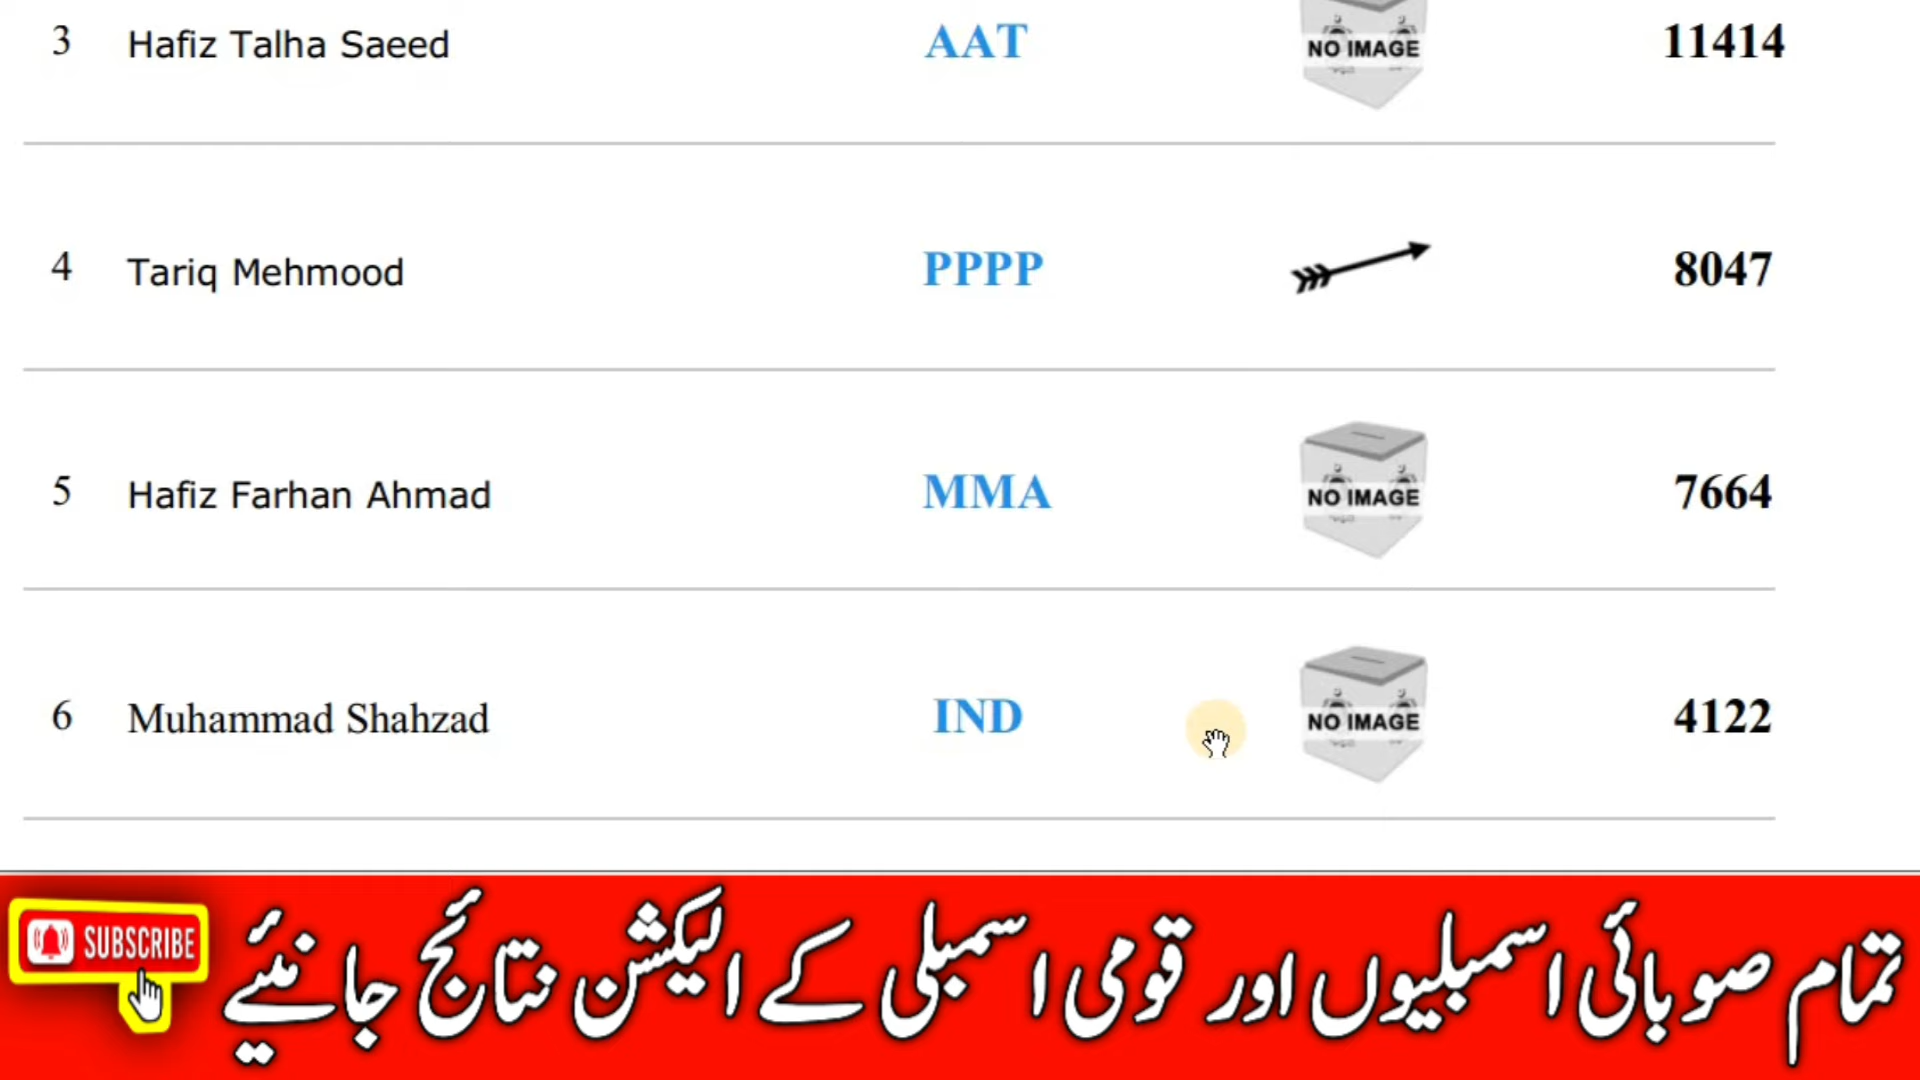 3 Hafiz Talha Saeed AAT NO IMAGE 11414
4 Tariq Mehmood PPPP 8047
5 Hafiz Farhan Ahmad MMA NO IMAGE 7664
6 Muhammad Shahzad IND NO IMAGE 4122
SUBSCRIBE
تمام صوبائی اسمبلیوں اور قومی اسمبلی کے الیکشن نتائج جانئیے